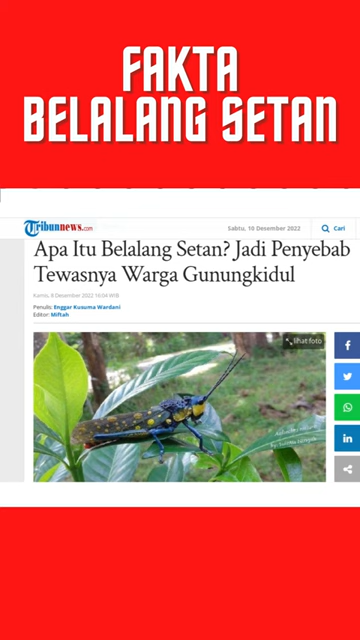 FAKTA
BELALANG SETAN
Tribunnews.com
Sabtu, 10 Desember 2022
Cari
Apa Itu Belalang Setan? Jadi Penyebab
Tewasnya Warga Gunungkidul
Kamis, 8 Desember 2022 16:04 WIB
Penulis: Enggar Kusuma Wardani
Editor: Miftah
lihat foto